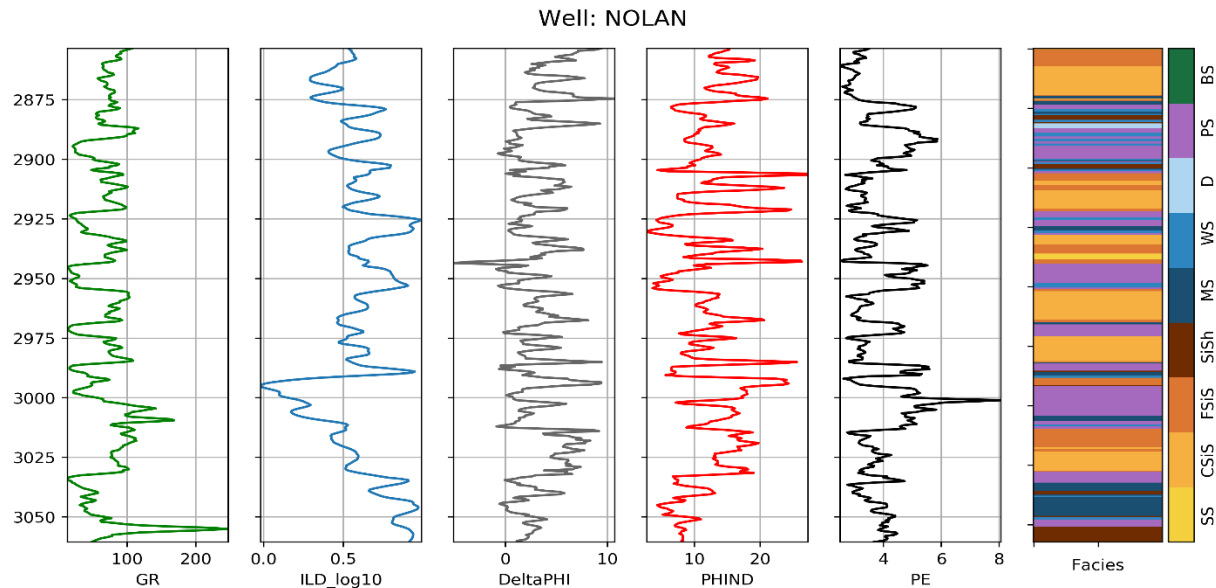 Well: NOLAN
2875
2900
2925
2950
2975
3000
3025
3050
100 200
GR
0.0 0.5
ILD_log10
0 10
DeltaPHI
10 20
PHIND
4 6 8
PE
Facies
BS
PS
D
WS
MS
SiSh
FSiS
CSiS
SS